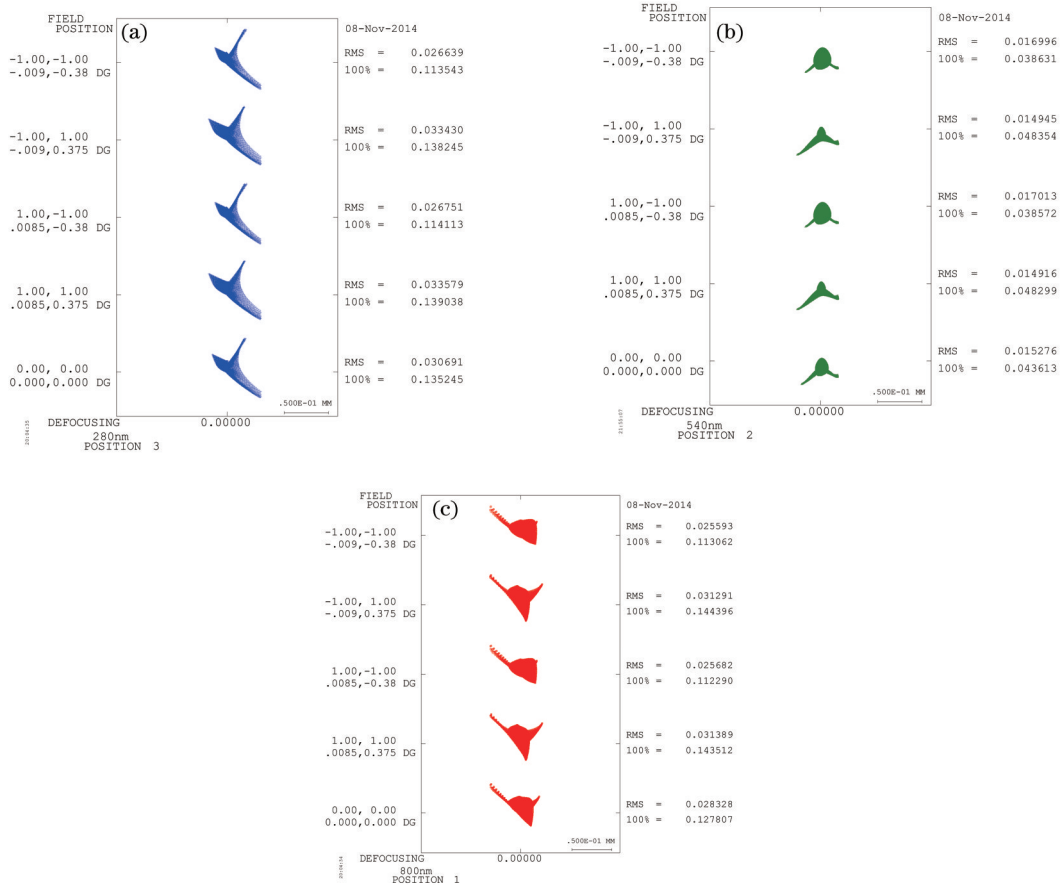 FIELD
POSITION
(a)
08-Nov-2014
-1.00,-1.00
-.009,-0.38 DG
RMS = 0.026639
100% = 0.113543
-1.00, 1.00
-.009,0.375 DG
RMS = 0.033430
100% = 0.138245
1.00,-1.00
.0085,-0.38 DG
RMS = 0.026751
100% = 0.114113
1.00, 1.00
.0085,0.375 DG
RMS = 0.033579
100% = 0.139038
0.00, 0.00
0.000,0.000 DG
RMS = 0.030691
100% = 0.135245
.500E-01 MM
DEFOCUSING 0.00000
280nm
POSITION 3
FIELD
POSITION
(b)
08-Nov-2014
-1.00,-1.00
-.009,-0.38 DG
RMS = 0.016996
100% = 0.038631
-1.00, 1.00
-.009,0.375 DG
RMS = 0.014945
100% = 0.048354
1.00,-1.00
.0085,-0.38 DG
RMS = 0.017013
100% = 0.038572
1.00, 1.00
.0085,0.375 DG
RMS = 0.014916
100% = 0.048299
0.00, 0.00
0.000,0.000 DG
RMS = 0.015276
100% = 0.043613
.500E-01 MM
DEFOCUSING 0.00000
540nm
POSITION 2
FIELD
POSITION
(c)
08-Nov-2014
-1.00,-1.00
-.009,-0.38 DG
RMS = 0.025593
100% = 0.113062
-1.00, 1.00
-.009,0.375 DG
RMS = 0.031291
100% = 0.144396
1.00,-1.00
.0085,-0.38 DG
RMS = 0.025682
100% = 0.112290
1.00, 1.00
.0085,0.375 DG
RMS = 0.031389
100% = 0.143512
0.00, 0.00
0.000,0.000 DG
RMS = 0.028328
100% = 0.127807
.500E-01 MM
DEFOCUSING 0.00000
800nm
POSITION 1